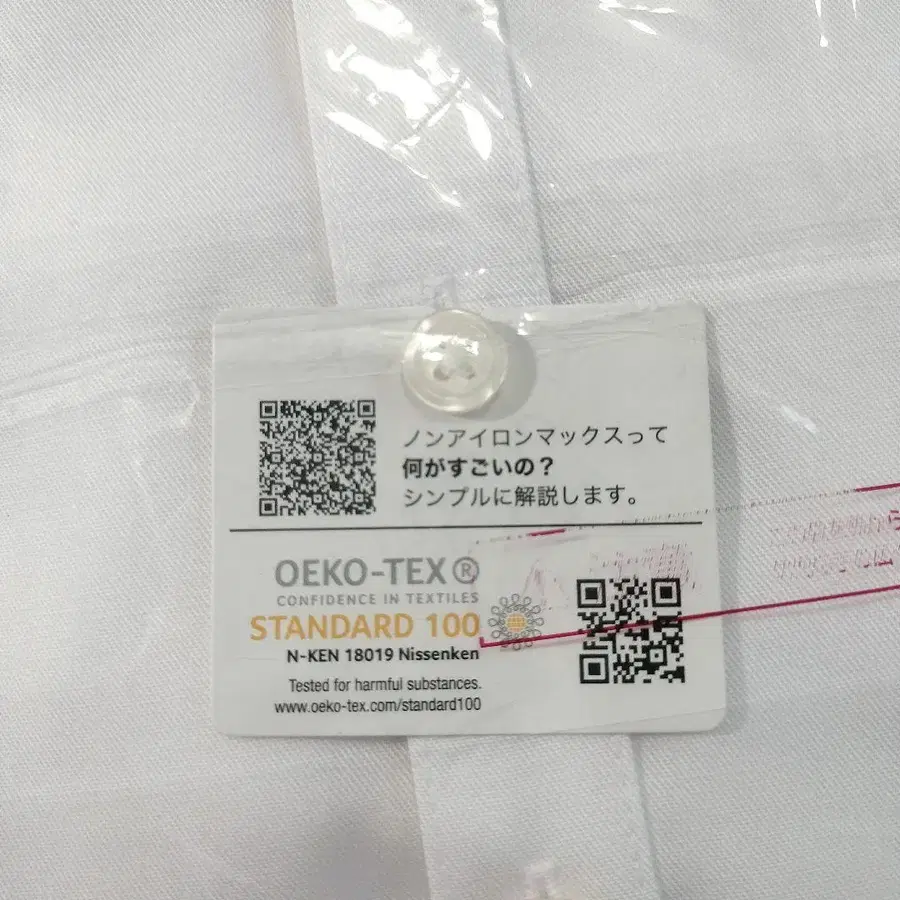 ノンアイロンマックスって
何がすごいの？
シンプルに解説します。
OEKO-TEX®
CONFIDENCE IN TEXTILES
STANDARD 100
N-KEN 18019 Nissenken
Tested for harmful substances.
www.oeko-tex.com/standard100